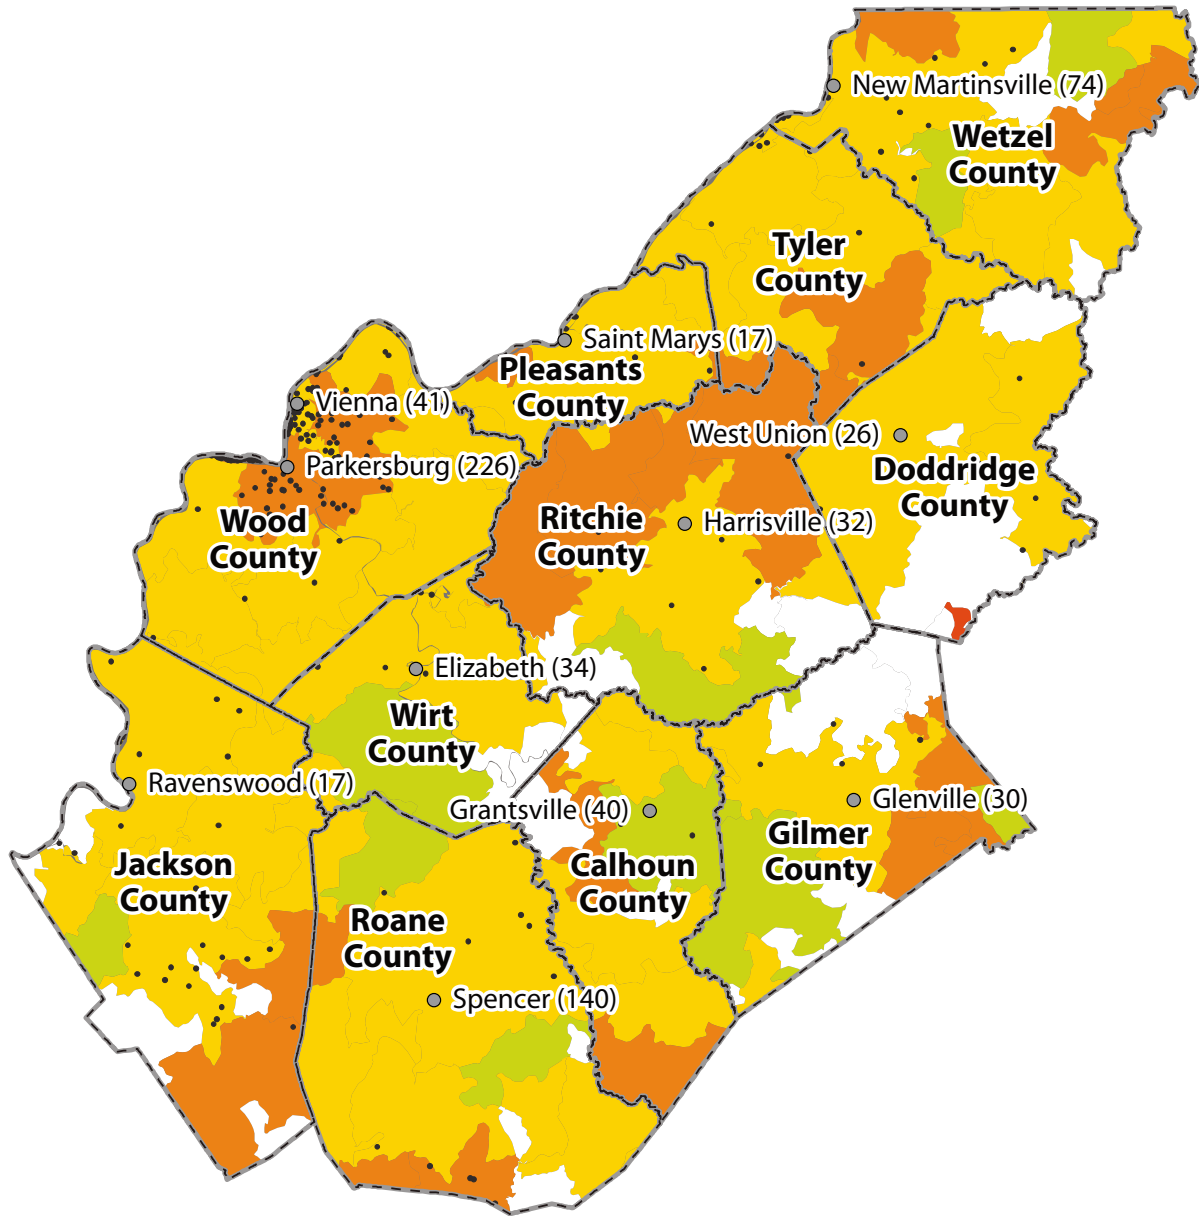 New Martinsville (74)
Wetzel
County
Tyler
County
Saint Marys (17)
Pleasants
County
Vienna (41)
West Union (26)
Parkersburg (226)
Doddridge
County
Wood
County
Ritchie
County
Harrisville (32)
Elizabeth (34)
Wirt
County
Ravenswood (17)
Grantsville (40)
Glenville (30)
Gilmer
County
Jackson
County
Calhoun
County
Roane
County
Spencer (140)